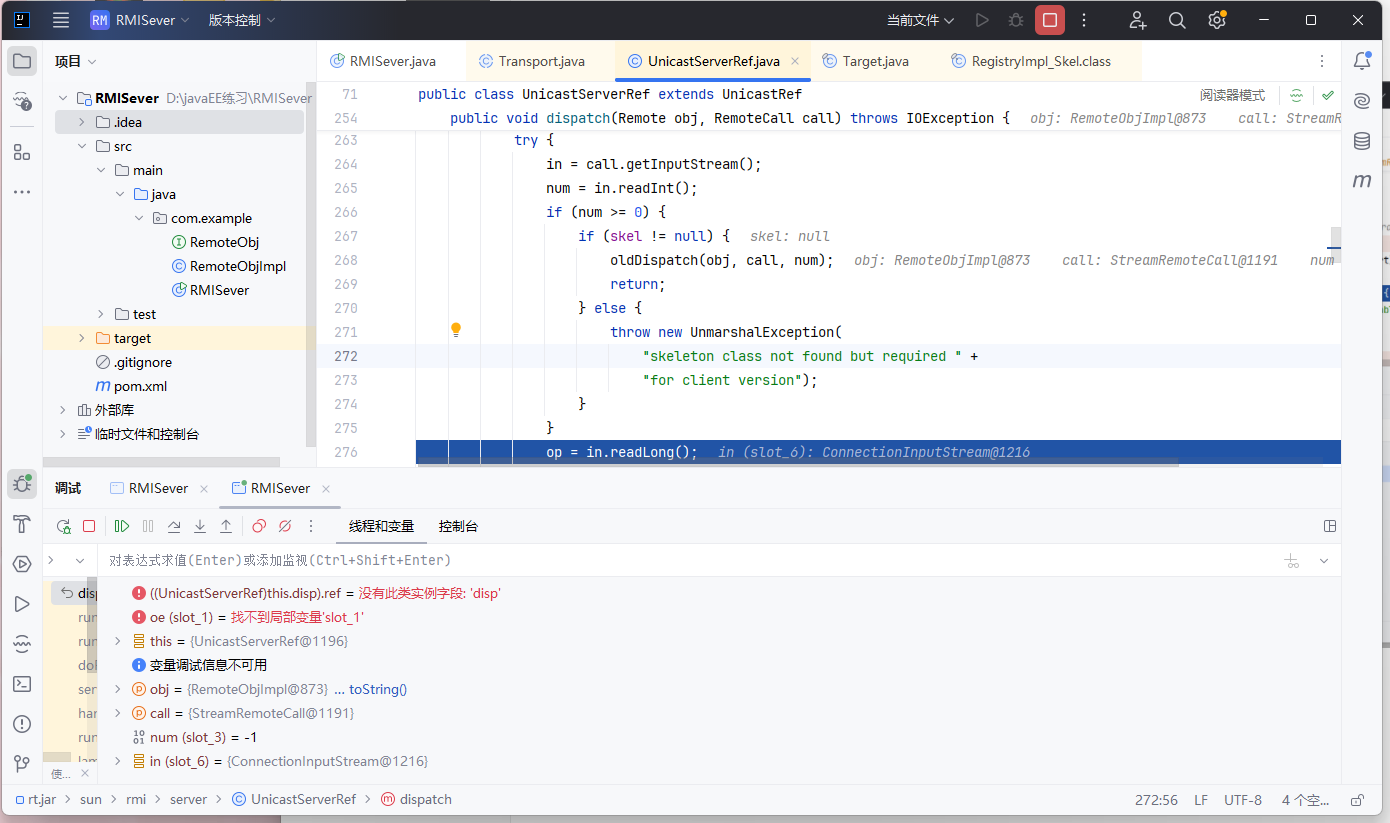 RM RMISever 版本控制 当前文件
项目 RMISever.java Transport.java UnicastServerRef.java Target.java RegistryImpl_Skel.class
RMISever D:\javaEE练习\RMISever
.idea
src
main
java
com.example
RemoteObj
RemoteObjImpl
RMISever
test
target
.gitignore
pom.xml
外部库
临时文件和控制台
71 public class UnicastServerRef extends UnicastRef 阅读器模式
254 public void dispatch(Remote obj, RemoteCall call) throws IOException { obj: RemoteObjImpl@873 call: StreamR
263 try {
264 in = call.getInputStream();
265 num = in.readInt();
266 if (num >= 0) {
267 if (skel != null) { skel: null
268 oldDispatch(obj, call, num); obj: RemoteObjImpl@873 call: StreamRemoteCall@1191 num
269 return;
270 } else {
271 throw new UnmarshalException(
272 "skeleton class not found but required " +
273 "for client version");
274 }
275 }
276 op = in.readLong(); in (slot_6): ConnectionInputStream@1216
调试 RMISever RMISever
线程和变量 控制台
对表达式求值(Enter)或添加监视(Ctrl+Shift+Enter)
disp ((UnicastServerRef)this.disp).ref = 没有此类实例字段: 'disp'
run oe (slot_1) = 找不到局部变量'slot_1'
run this = {UnicastServerRef@1196}
doI 变量调试信息不可用
ser obj = {RemoteObjImpl@873} ... toString()
har call = {StreamRemoteCall@1191}
run num (slot_3) = -1
lam in (slot_6) = {ConnectionInputStream@1216}
使...
rt.jar > sun > rmi > server > UnicastServerRef > dispatch 272:56 LF UTF-8 4 个空...